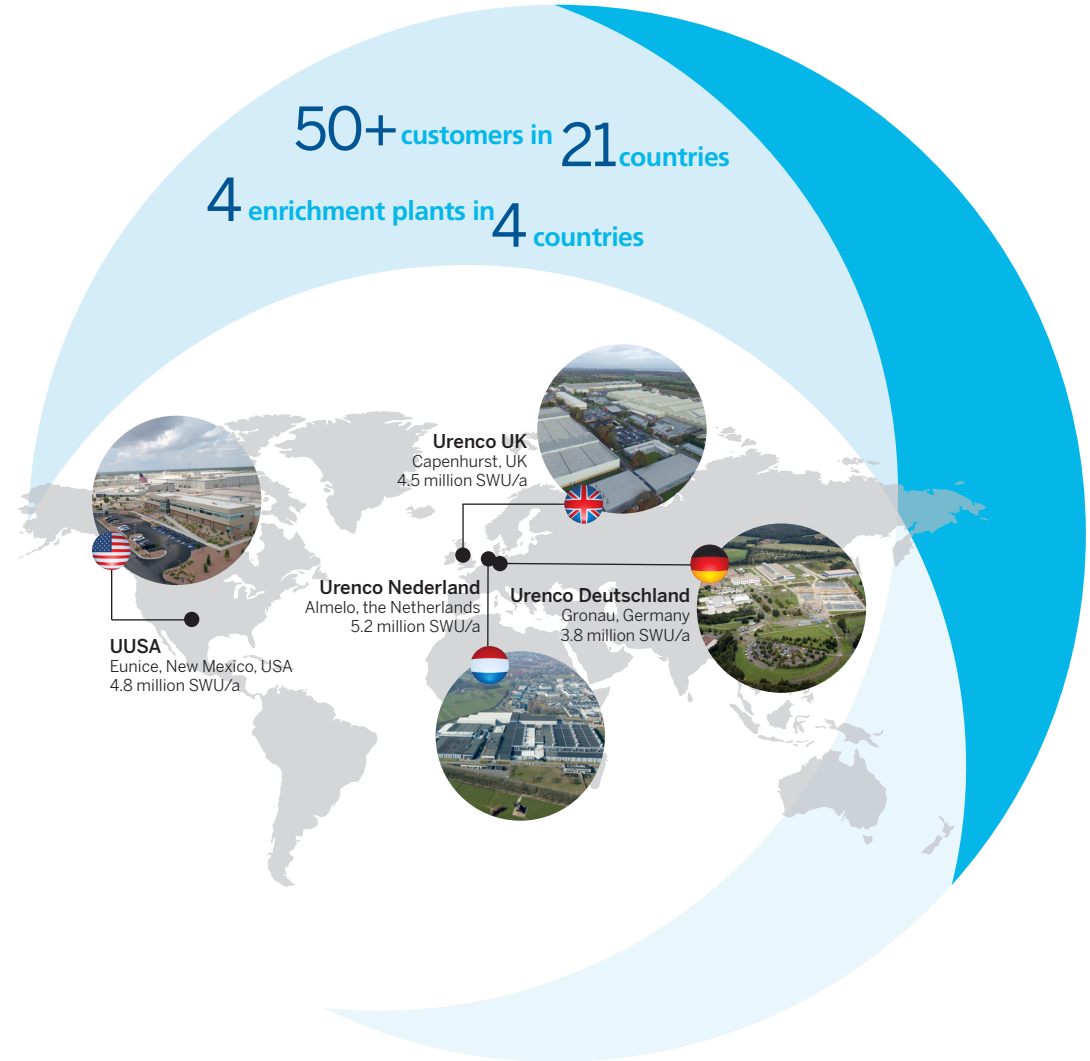 50+ customers in 21 countries
4 enrichment plants in 4 countries
Urenco UK
Capenhurst, UK
4.5 million SWU/a
Urenco Nederland
Almelo, the Netherlands
5.2 million SWU/a
Urenco Deutschland
Gronau, Germany
3.8 million SWU/a
UUSA
Eunice, New Mexico, USA
4.8 million SWU/a